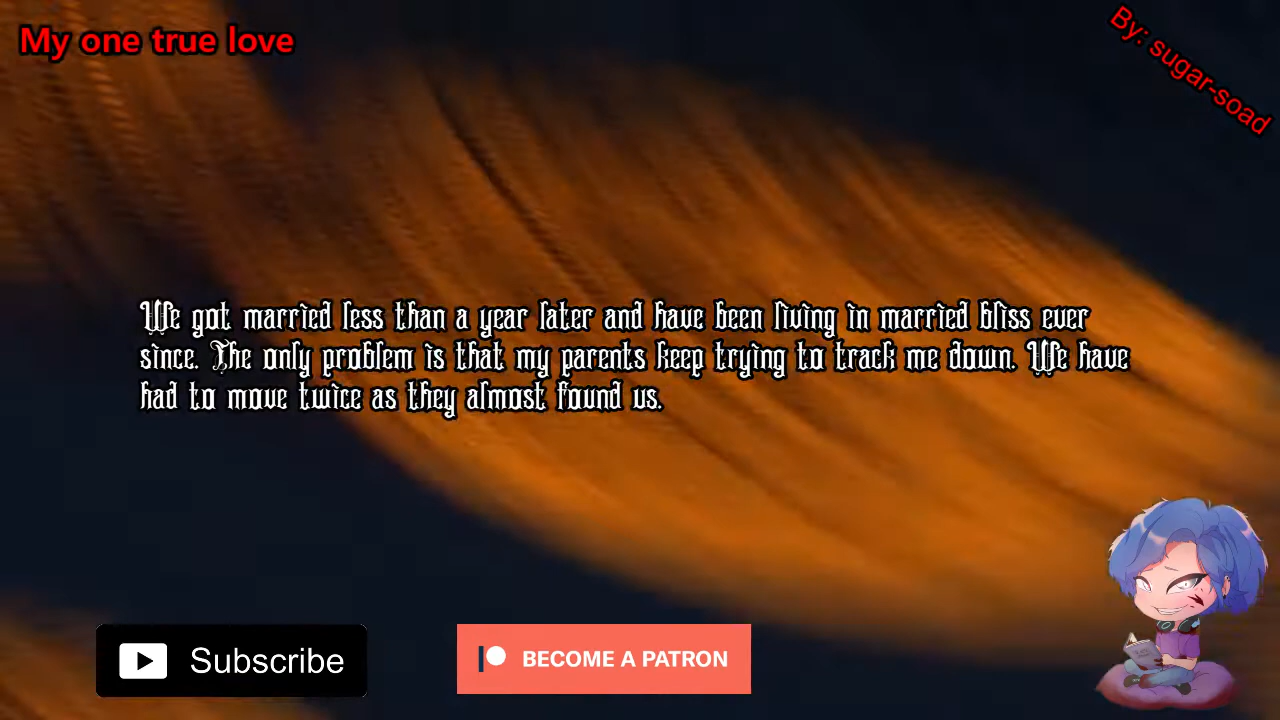 My one true love
By: sugar-soad
We got married less than a year later and have been living in married bliss ever
since. The only problem is that my parents keep trying to track me down. We have
had to move twice as they almost found us.
Subscribe
BECOME A PATRON